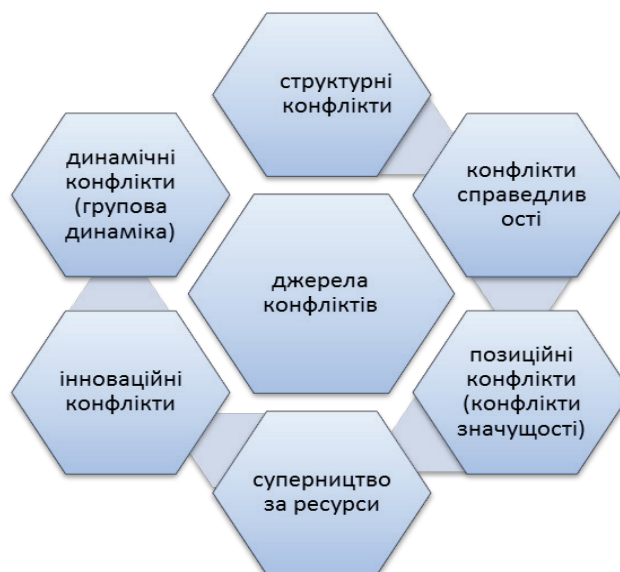 структурні
конфлікти
конфлікти
справедлив
ості
позиційні
конфлікти
(конфлікти
значущості)
суперництво
за ресурси
інноваційні
конфлікти
динамічні
конфлікти
(групова
динаміка)
джерела
конфліктів